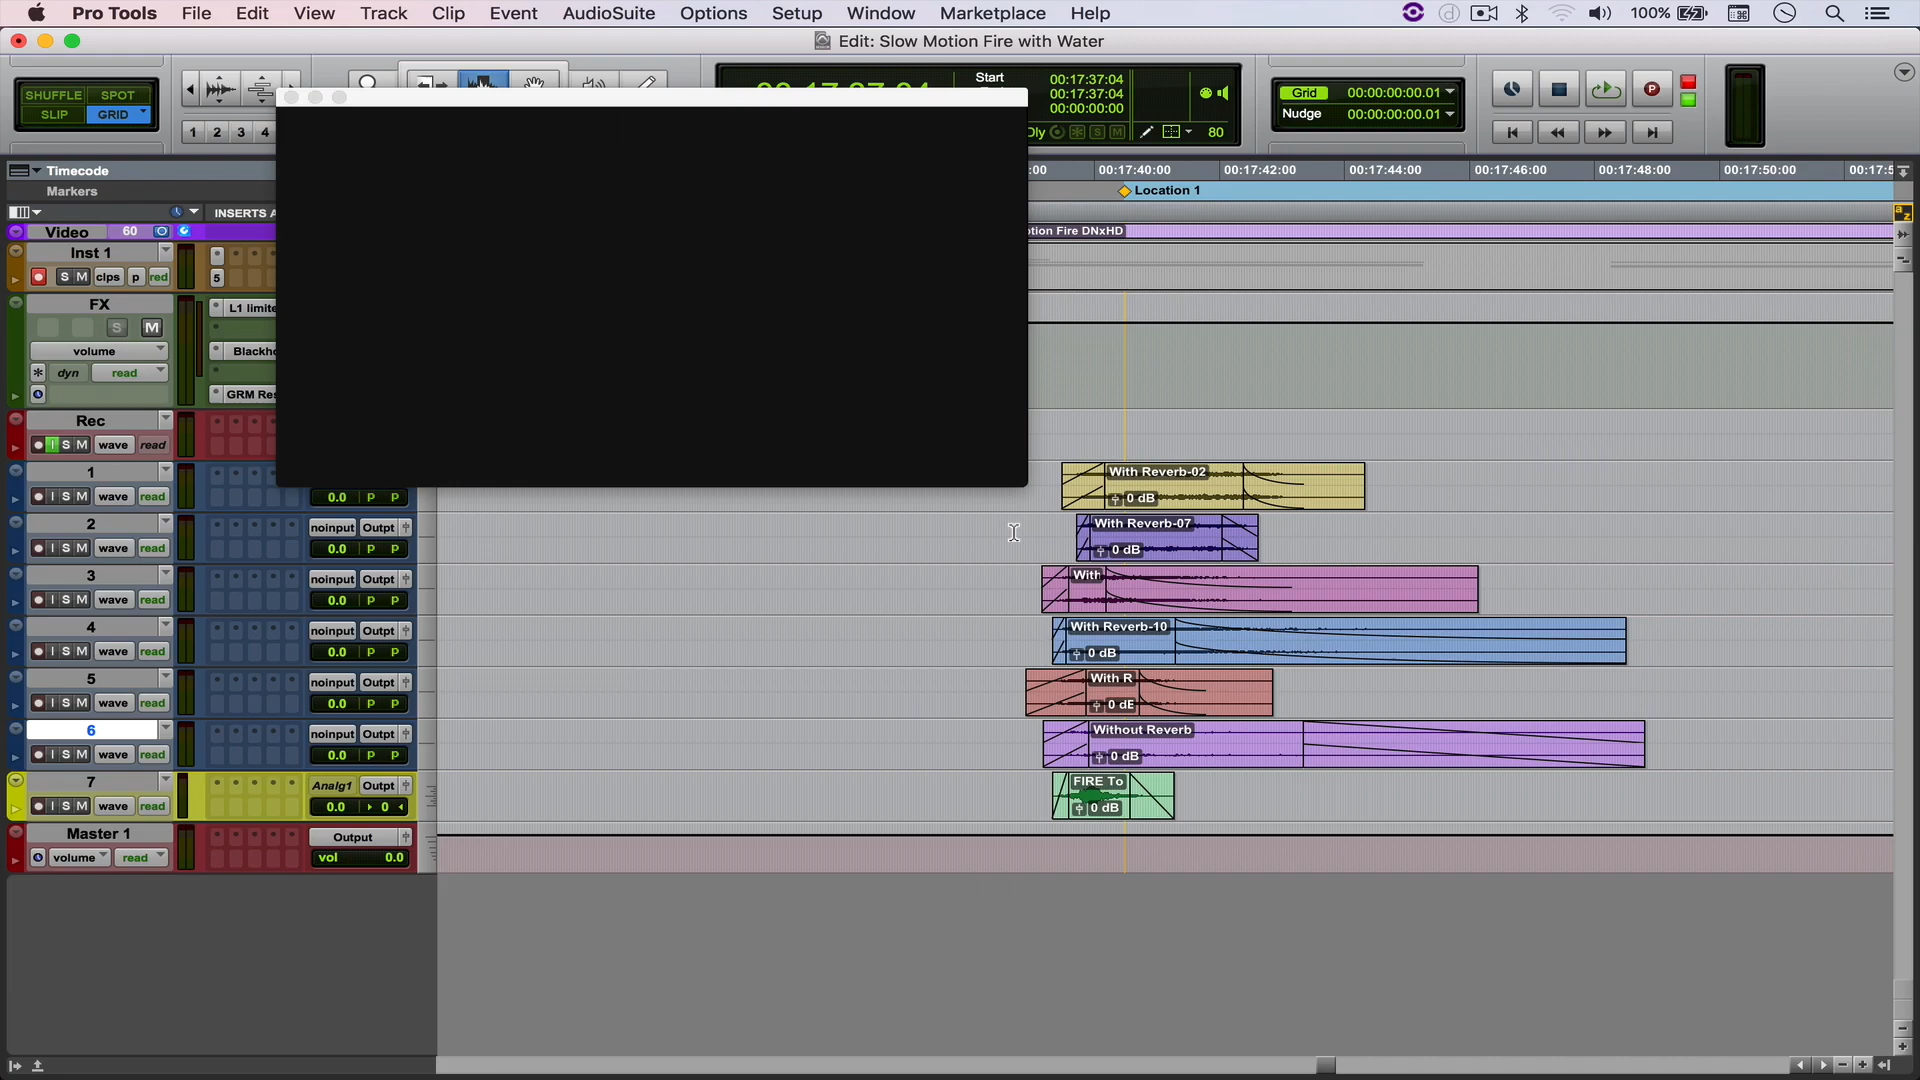 Pro Tools File Edit View Track Clip Event AudioSuite Options Setup Window Marketplace Help 100%
Edit: Slow Motion Fire with Water
SHUFFLE SPOT
SLIP GRID
1 2 3 4
Start 00:17:37:04
00:17:37:04
00:00:00:00
80
Grid 00:00:00:00.01
Nudge 00:00:00:00.01
Timecode
00:17:40:00 00:17:42:00 00:17:44:00 00:17:46:00 00:17:48:00 00:17:50:00
Markers
Location 1
INSERTS A
Video 60
otion Fire DNxHD
Inst 1
S M clps p red
5
FX
L1 limite
S M
volume
Blackho
dyn read
GRM Res
Rec
I S M wave read
1
With Reverb-02
I S M wave read
0.0 P P
0 dB
2
noinput Outpt
With Reverb-07
I S M wave read
0.0 P P
0 dB
3
noinput Outpt
With
I S M wave read
0.0 P P
4
noinput Outpt
With Reverb-10
I S M wave read
0.0 P P
0 dB
5
noinput Outpt
With R
I S M wave read
0.0 P P
0 dB
6
noinput Outpt
Without Reverb
I S M wave read
0.0 P P
0 dB
7
Analg1 Outpt
FIRE To
I S M wave read
0.0 0
0 dB
Master 1
Output
volume read
vol 0.0